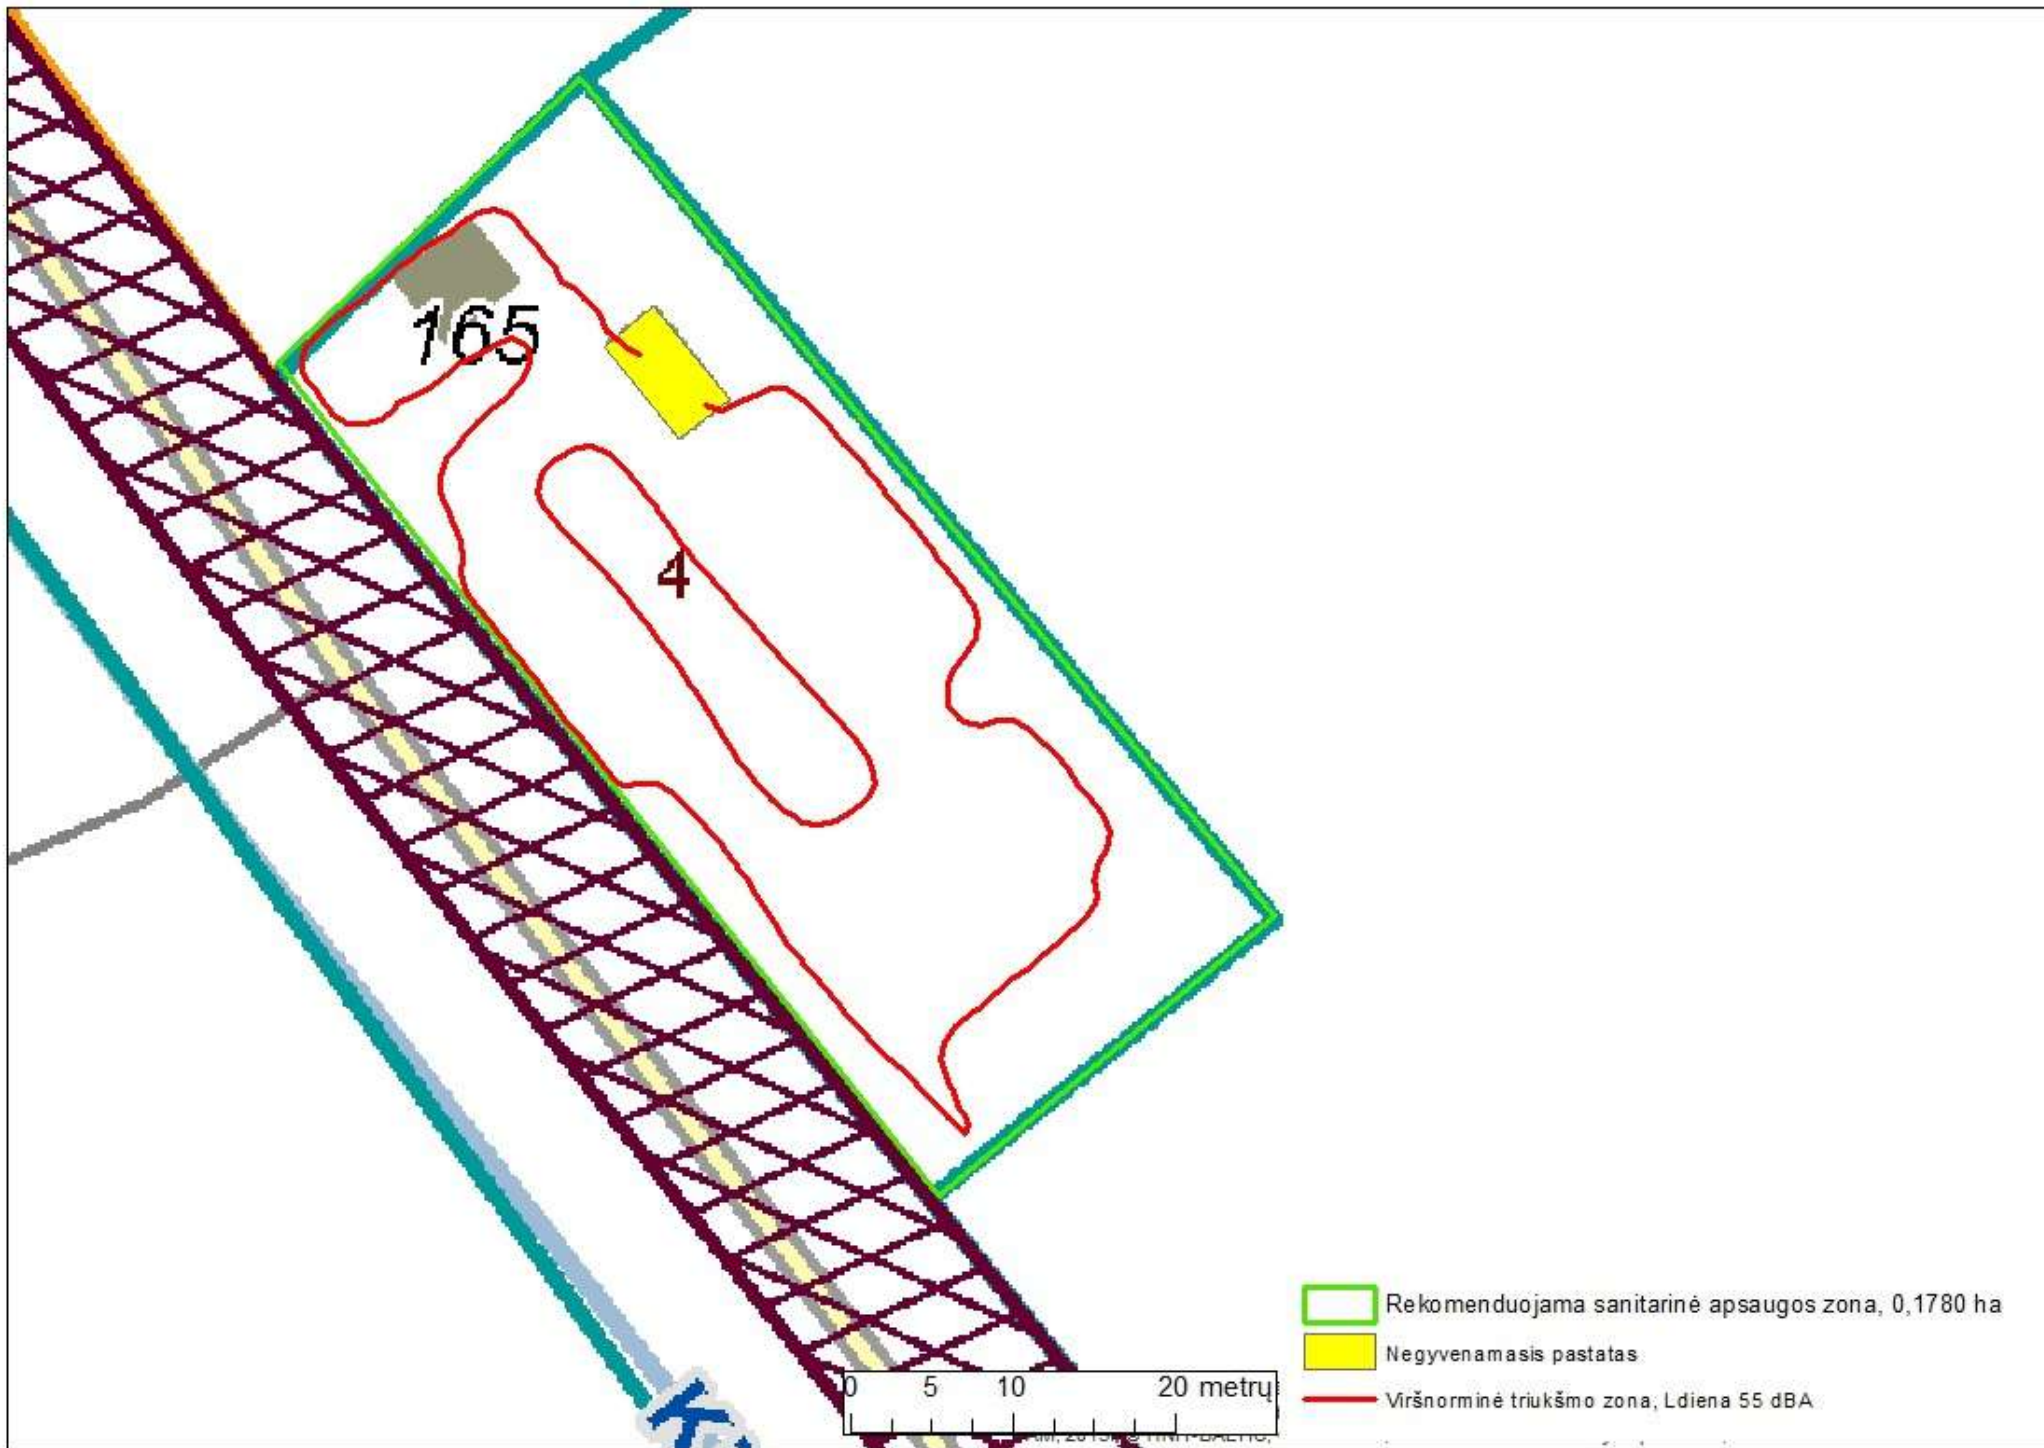 165
4
Rekomenduojama sanitarinė apsaugos zona, 0,1780 ha
Negyvenamasis pastatas
Viršnorminė triukšmo zona, Ldiena 55 dBA
0 5 10 20 metrų